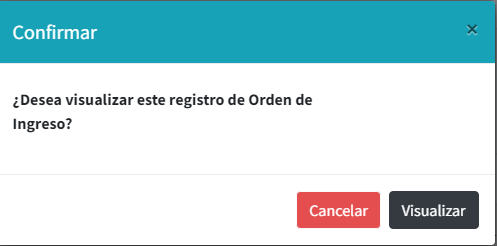 Confirmar
×
¿Desea visualizar este registro de Orden de
Ingreso?
Cancelar Visualizar